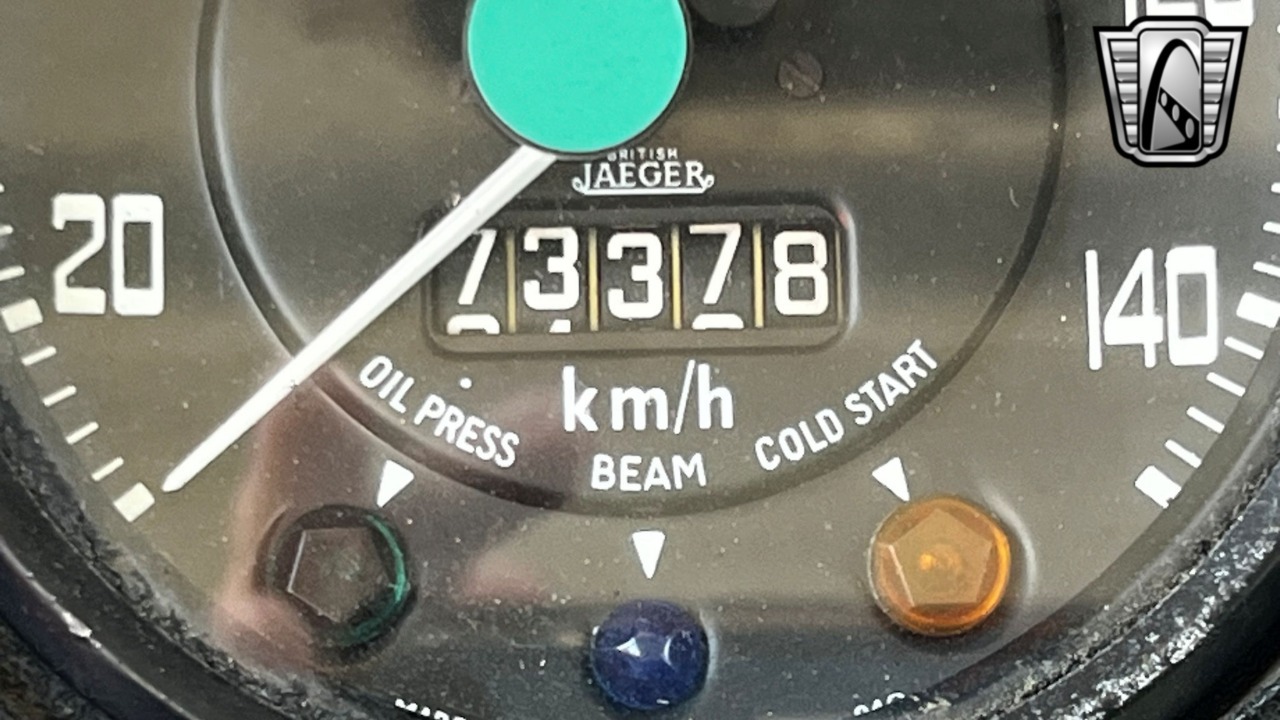 20
BRITISH
JAEGER
73378
140
km/h
OIL PRESS
BEAM
COLD START